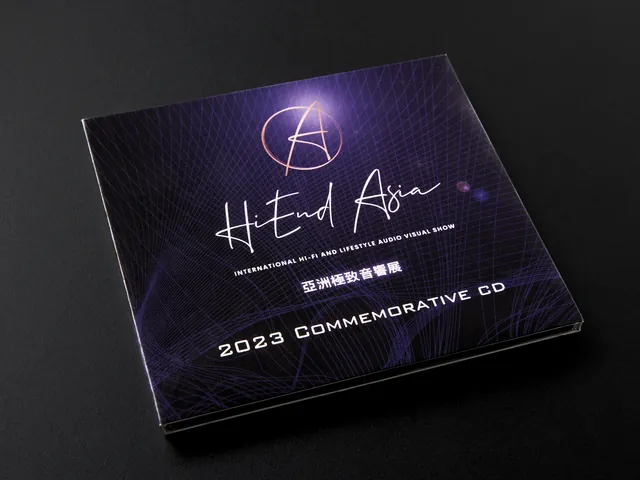 A
HiEnd Asia
INTERNATIONAL HI-FI AND LIFESTYLE AUDIO VISUAL SHOW
亞洲極致音響展
2023 COMMEMORATIVE CD